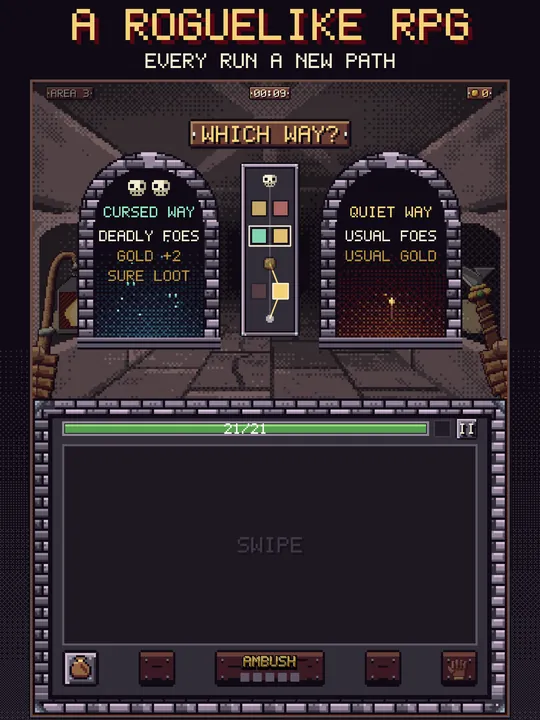 A ROGUELIKE RPG
EVERY RUN A NEW PATH
AREA 3
00:09
0
WHICH WAY?
CURSED WAY
DEADLY FOES
GOLD +2
SURE LOOT
QUIET WAY
USUAL FOES
USUAL GOLD
21/21
SWIPE
AMBUSH